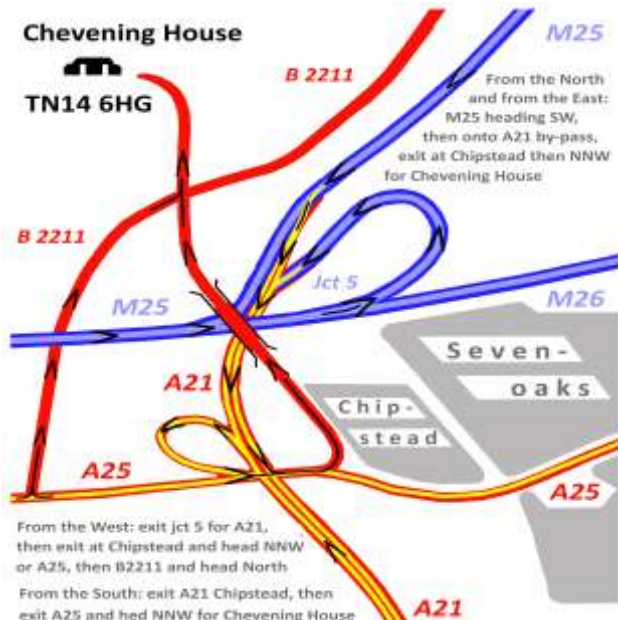 Chevening House
TN14 6HG
B 2211
M25
From the North
and from the East:
M25 heading SW,
then onto A21 by-pass,
exit at Chipstead then NNW
for Chevening House
B 2211
Jct 5
M25
M26
A21
Seven-
oaks
Chip-
stead
A25
A25
From the West: exit jct 5 for A21,
then exit at Chipstead and head NNW
or A25, then B2211 and head North
From the South: exit A21 Chipstead, then
exit A25 and hed NNW for Chevening House
A21